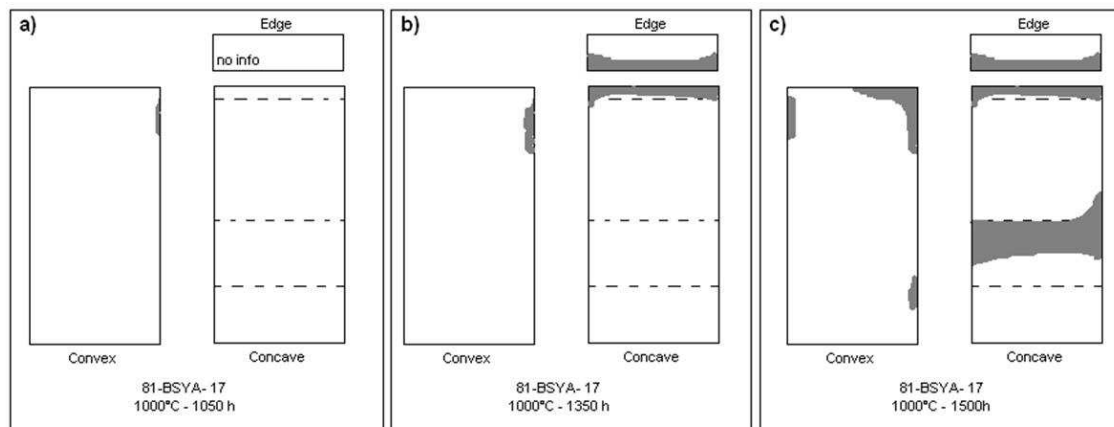 a)
Edge
no info
Convex
Concave
81-BSYA- 17
1000°C - 1050 h
b)
Edge
Convex
Concave
81-BSYA- 17
1000°C - 1350 h
c)
Edge
Convex
Concave
81-BSYA- 17
1000°C - 1500h